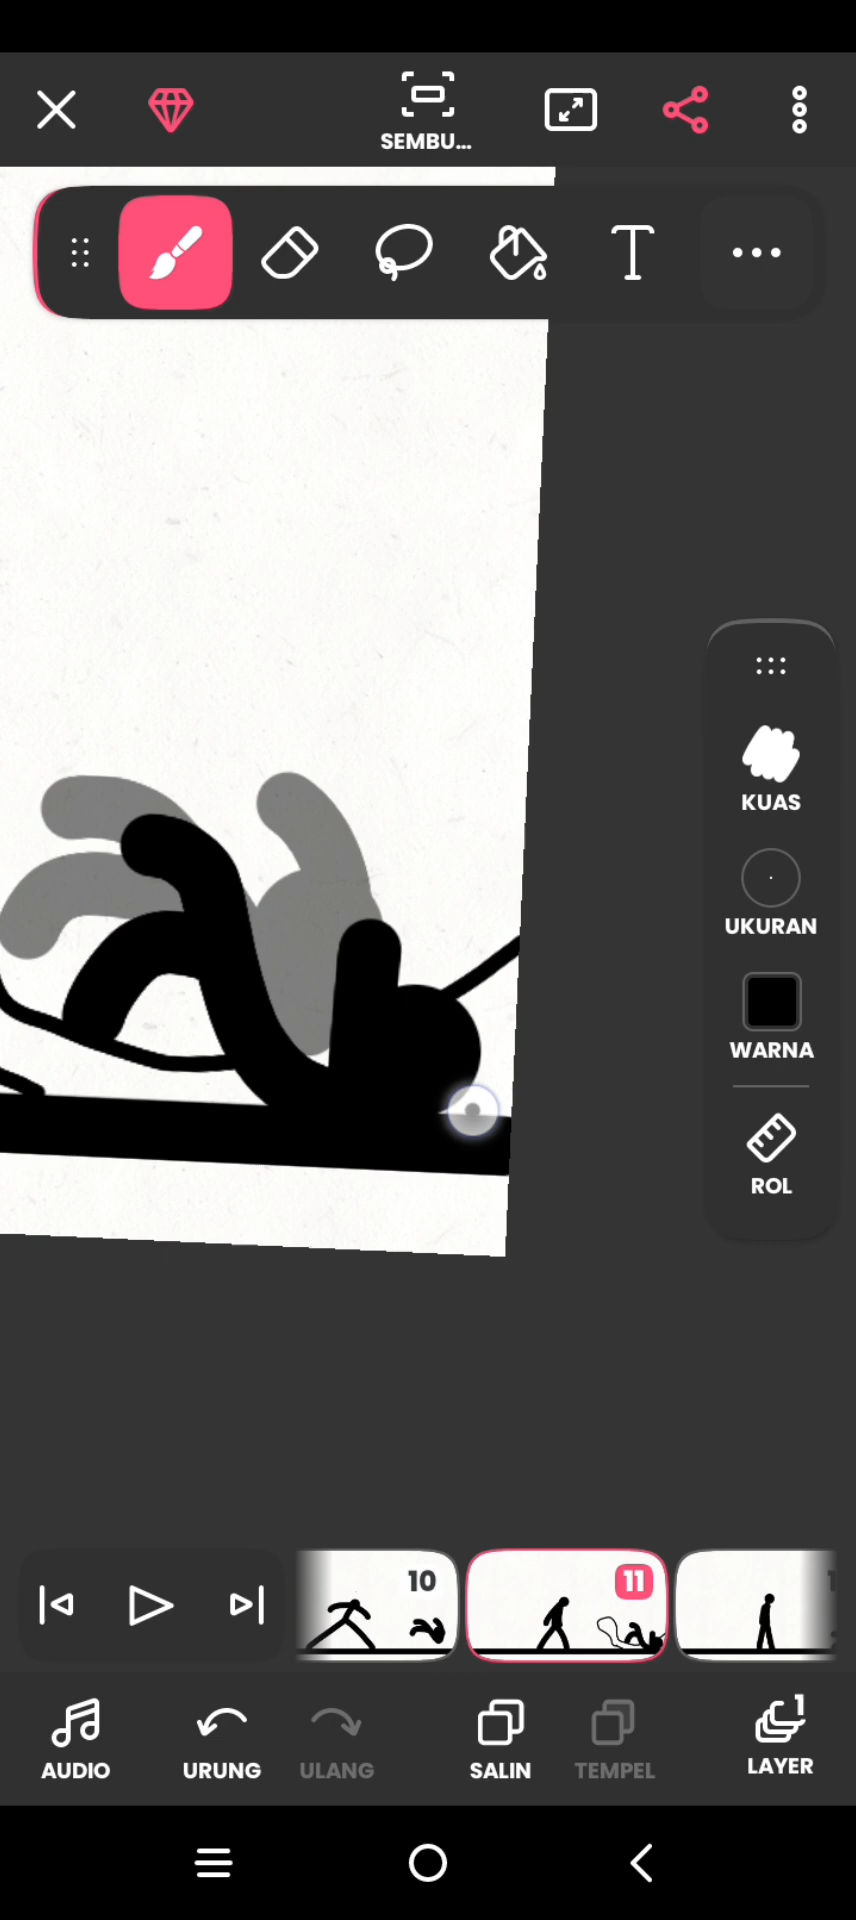 SEMBU...
T
KUAS
UKURAN
WARNA
ROL
10
11
1
AUDIO
URUNG
ULANG
SALIN
TEMPEL
LAYER